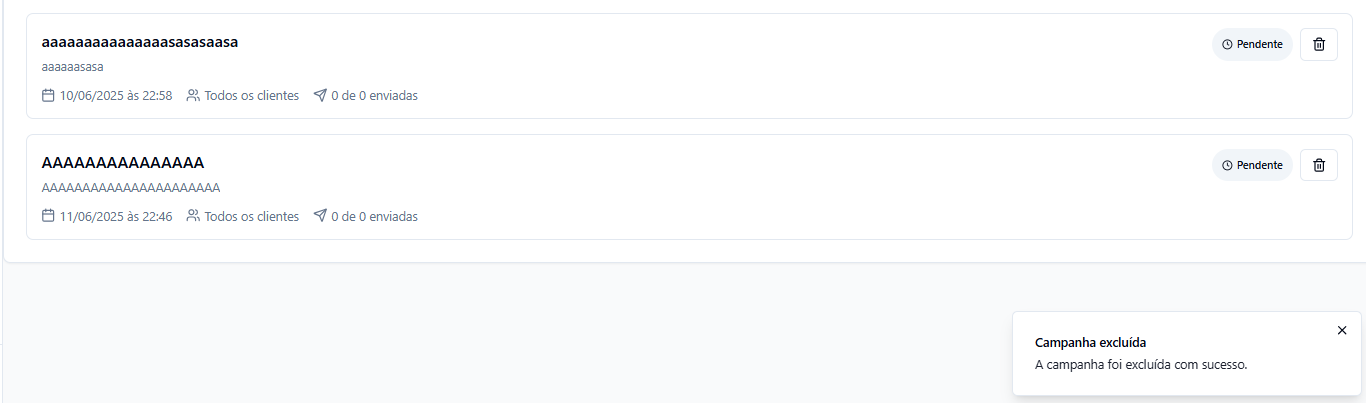 aaaaaaaaaaaaaaasasasaasa
Pendente
aaaaaasasa
10/06/2025 às 22:58 Todos os clientes 0 de 0 enviadas
AAAAAAAAAAAAAAA
Pendente
AAAAAAAAAAAAAAAAAAAAAA
11/06/2025 às 22:46 Todos os clientes 0 de 0 enviadas
Campanha excluída
A campanha foi excluída com sucesso.